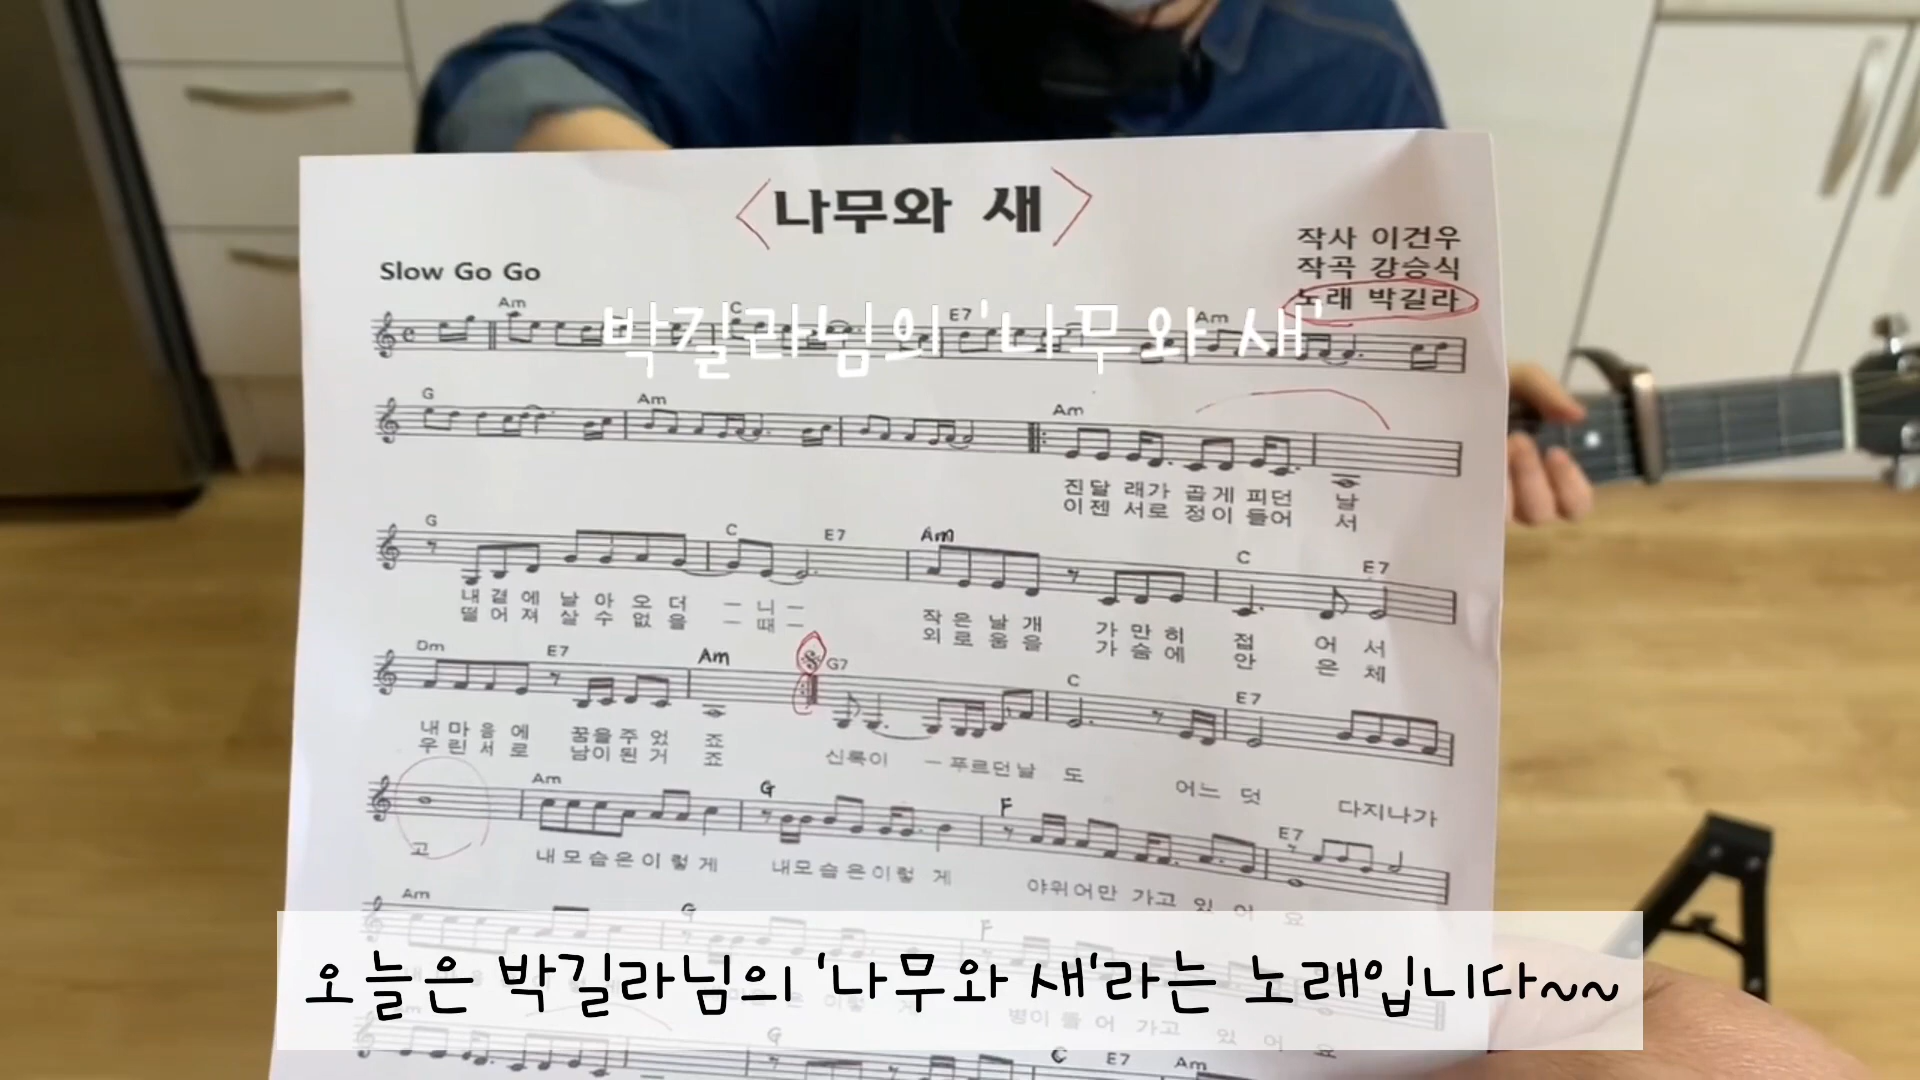 <나무와 새>
Slow Go Go
작사 이건우
작곡 강승식
노래 박길라
박길라님의 '나무와 새'
Am C E7 Am
G Am Am
진달 래가 곱게 피던 날
이젠 서로 정이 들어 서
G C E7 Am C E7
내 곁에 날 아 오 더 ー 니 ー 작 은 날 개 가 만 히 접 어 서
떨 어 져 살 수 없 을 ー 때 ー 외 로 움 을 가 슴 에 안 은 체
Dm E7 Am G7 C E7
내 마 음 에 꿈을 주 었 죠 신록이 ー푸르던날 도 어느 덧 다지나가
우 린 서 로 남이 된 거 죠
Am G F E7
고 내 모 습 은 이 렇 게 내 모 습 은 이 렇 게 야위어만 가고 있 어 요
Am G F
오늘은 박길라님의 '나무와 새'라는 노래입니다~~
병이 들 어 가고 있 어 요
G C E7 Am